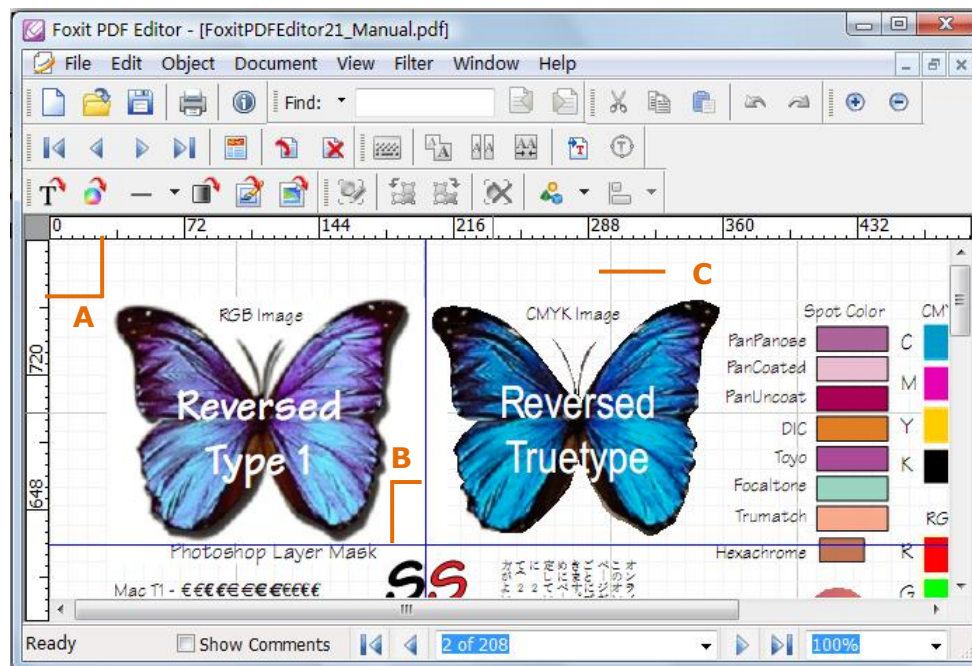 Foxit PDF Editor - [FoxitPDFEditor21_Manual.pdf]
File Edit Object Document View Filter Window Help
Find:
0 72 144 216 288 360 432
A
C
RGB Image
CMYK Image
Spot Color
CM
720
PanPanose
C
PanCoated
M
PanUncoat
Reversed
Reversed
DIC
Y
Type 1
Truetype
Toyo
K
B
Focaltone
648
Trumatch
RG
Photoshop Layer Mask
Hexachrome
R
SS
G
Mac T1 - €€€€€€€€€€€€
Ready Show Comments 2 of 208 100%